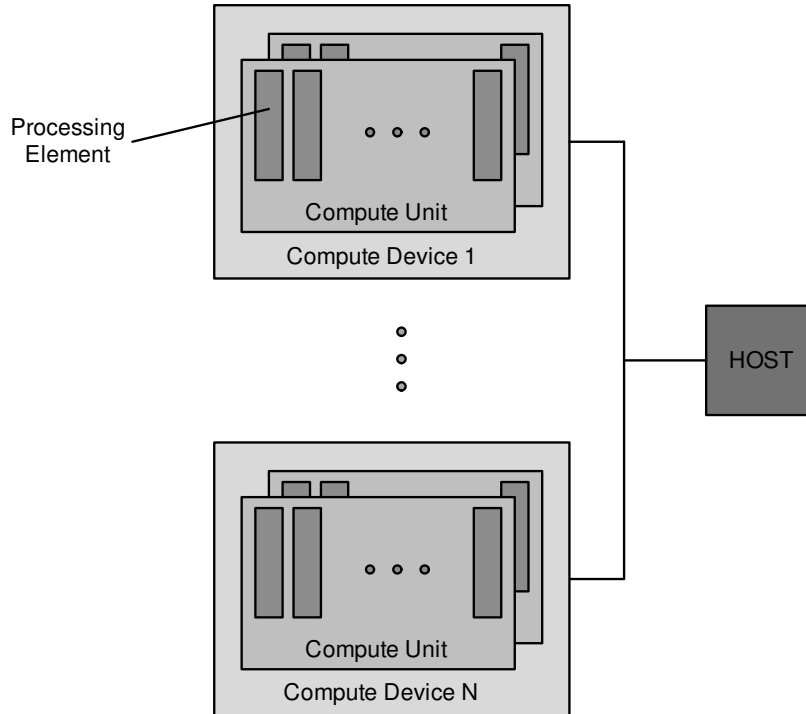 Processing
Element
Compute Unit
Compute Device 1
HOST
Compute Unit
Compute Device N